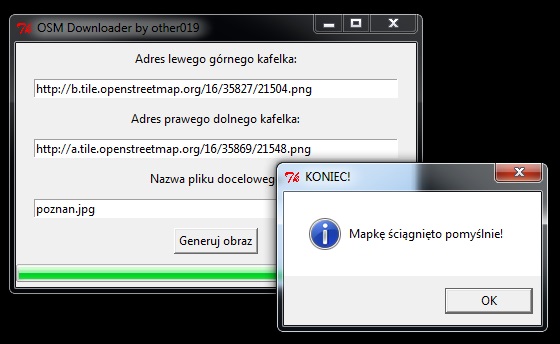 OSM Downloader by other019
Adres lewego górnego kafelka:
http://b.tile.openstreetmap.org/16/35827/21504.png
Adres prawego dolnego kafelka:
http://a.tile.openstreetmap.org/16/35869/21548.png
Nazwa pliku docelowego
poznan.jpg
Generuj obraz
KONIEC!
Mapkę ściągnięto pomyślnie!
OK